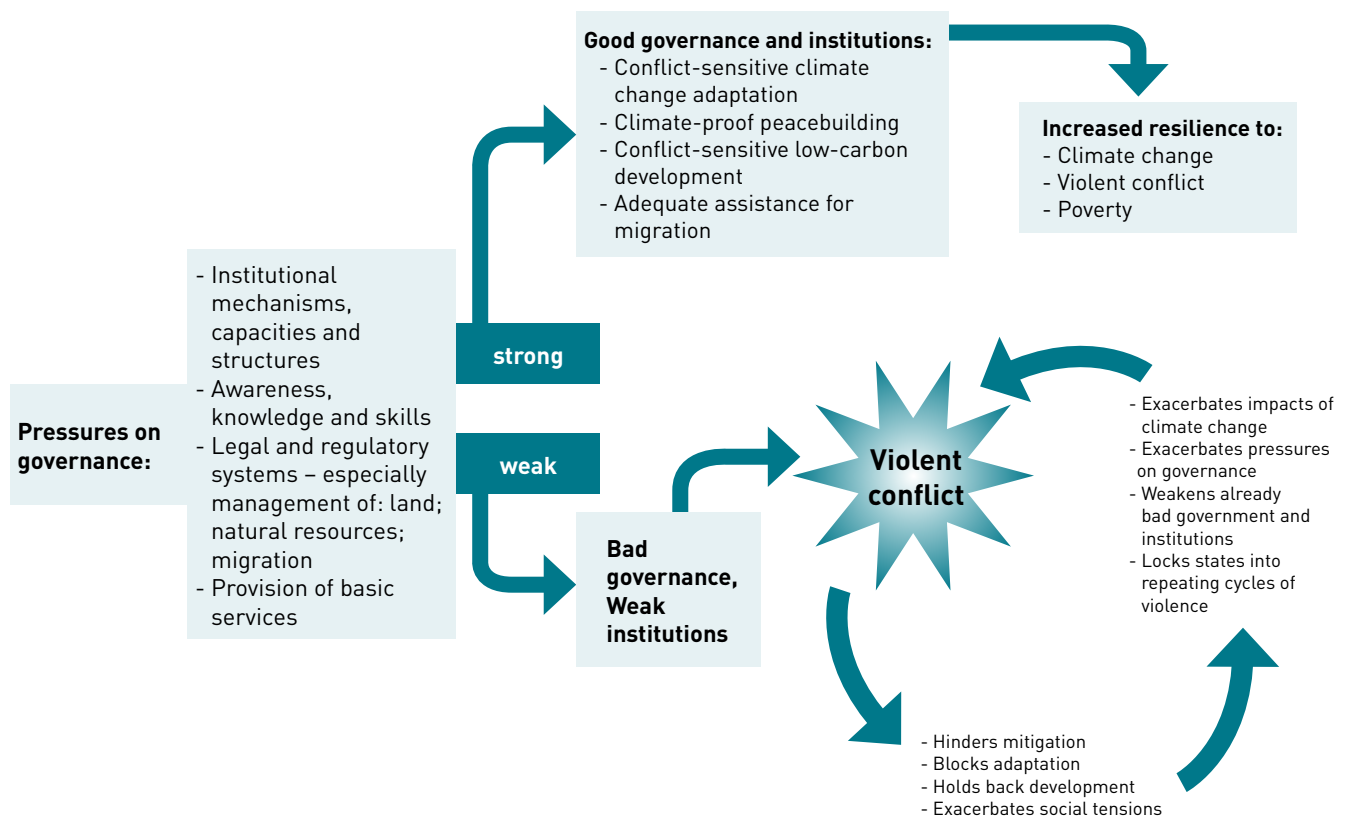 Pressures on
governance:
- Institutional
mechanisms,
capacities and
structures
- Awareness,
knowledge and skills
- Legal and regulatory
systems – especially
management of: land;
natural resources;
migration
- Provision of basic
services
strong
weak
Good governance and institutions:
- Conflict-sensitive climate
change adaptation
- Climate-proof peacebuilding
- Conflict-sensitive low-carbon
development
- Adequate assistance for
migration
Increased resilience to:
- Climate change
- Violent conflict
- Poverty
Bad
governance,
Weak
institutions
Violent
conflict
- Hinders mitigation
- Blocks adaptation
- Holds back development
- Exacerbates social tensions
- Exacerbates impacts of
climate change
- Exacerbates pressures
on governance
- Weakens already
bad government and
institutions
- Locks states into
repeating cycles of
violence